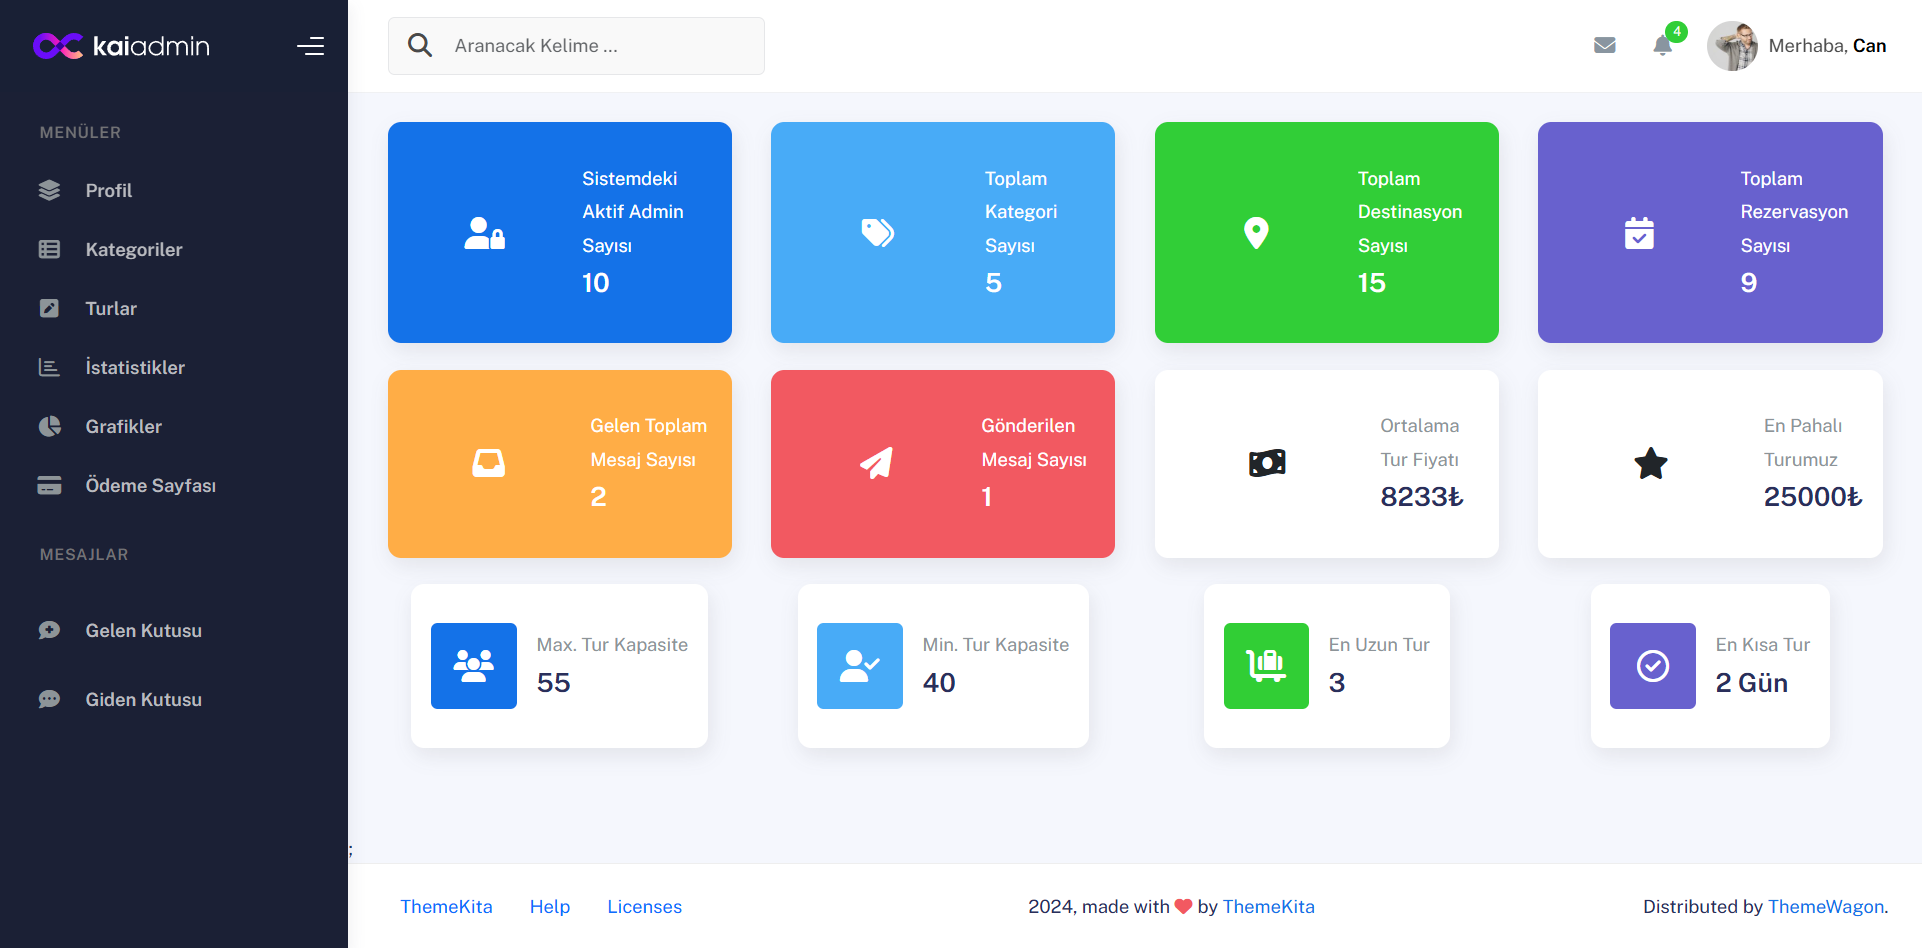 kaiadmin
Aranacak Kelime ...
4
Merhaba, Can
MENÜLER
Profil
Kategoriler
Turlar
İstatistikler
Grafikler
Ödeme Sayfası
MESAJLAR
Gelen Kutusu
Giden Kutusu
Sistemdeki
Aktif Admin
Sayısı
10
Toplam
Kategori
Sayısı
5
Toplam
Destinasyon
Sayısı
15
Toplam
Rezervasyon
Sayısı
9
Gelen Toplam
Mesaj Sayısı
2
Gönderilen
Mesaj Sayısı
1
Ortalama
Tur Fiyatı
8233₺
En Pahalı
Turumuz
25000₺
Max. Tur Kapasite
55
Min. Tur Kapasite
40
En Uzun Tur
3
En Kısa Tur
2 Gün
;
ThemeKita Help Licenses
2024, made with by ThemeKita
Distributed by ThemeWagon.